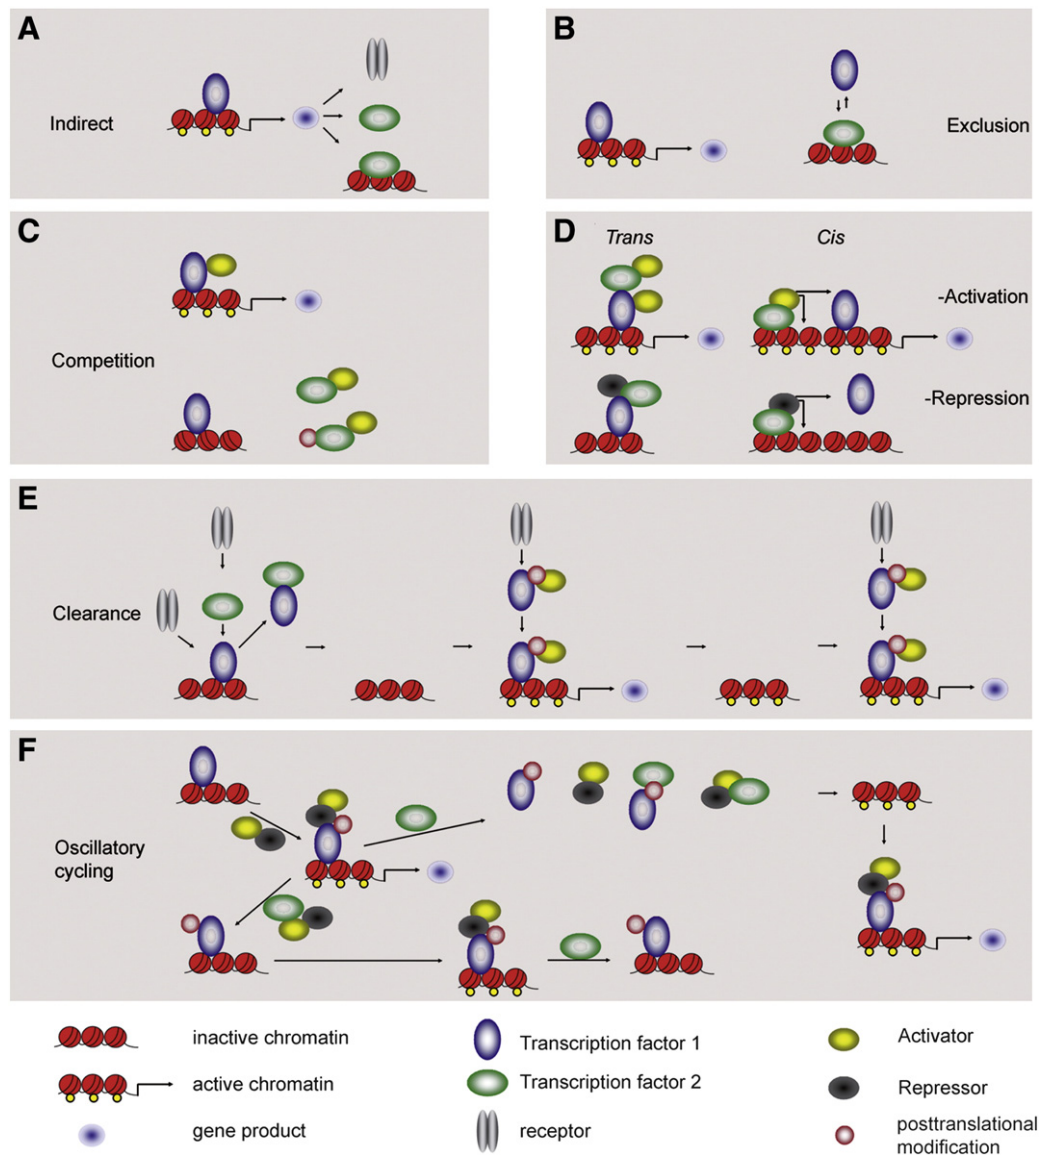 A
Indirect
B
Exclusion
C
Competition
D
Trans
Cis
-Activation
-Repression
E
Clearance
F
Oscillatory
cycling
inactive chromatin
active chromatin
gene product
Transcription factor 1
Transcription factor 2
receptor
Activator
Repressor
posttranslational
modification